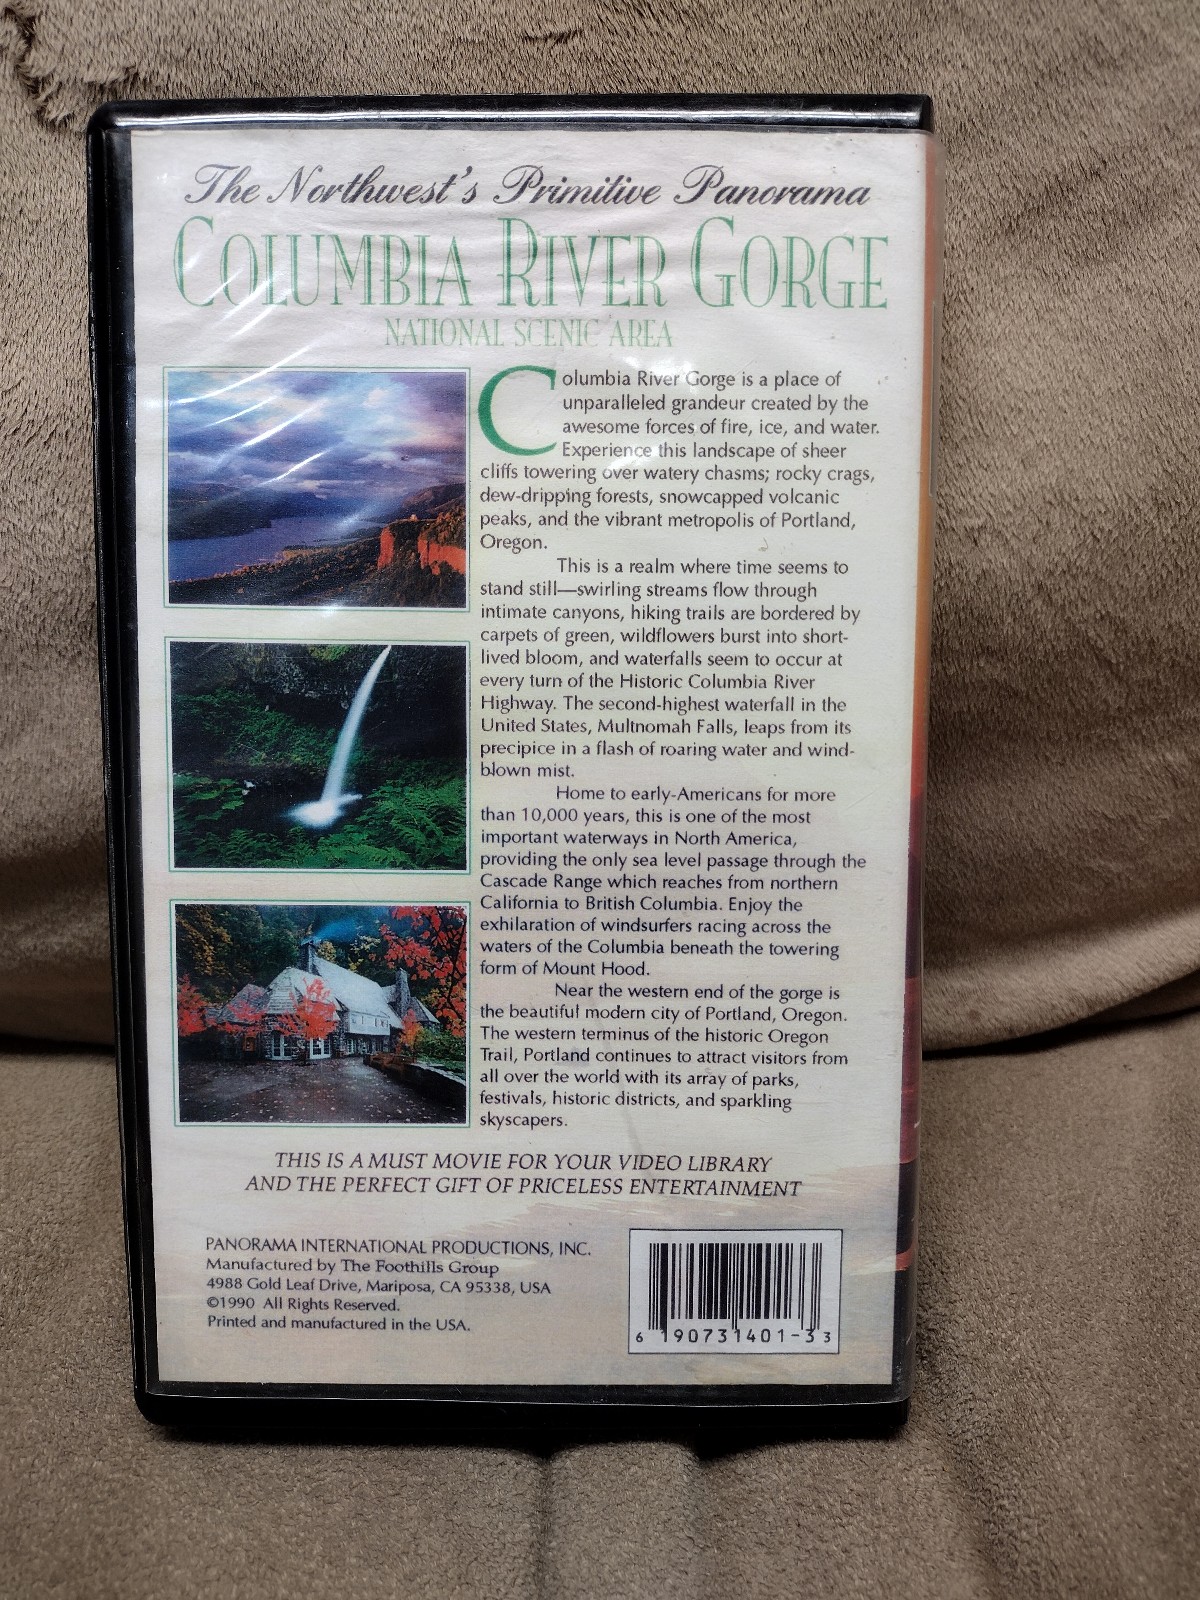 The Northwest's Primitive Panorama
COLUMBIA RIVER GORGE
NATIONAL SCENIC AREA
Columbia River Gorge is a place of
unparalleled grandeur created by the
awesome forces of fire, ice, and water.
Experience this landscape of sheer
cliffs towering over watery chasms; rocky crags,
dew-dripping forests, snowcapped volcanic
peaks, and the vibrant metropolis of Portland,
Oregon.
This is a realm where time seems to
stand still—swirling streams flow through
intimate canyons, hiking trails are bordered by
carpets of green, wildflowers burst into short-
lived bloom, and waterfalls seem to occur at
every turn of the Historic Columbia River
Highway. The second-highest waterfall in the
United States, Multnomah Falls, leaps from its
precipice in a flash of roaring water and wind-
blown mist.
Home to early-Americans for more
than 10,000 years, this is one of the most
important waterways in North America,
providing the only sea level passage through the
Cascade Range which reaches from northern
California to British Columbia. Enjoy the
exhilaration of windsurfers racing across the
waters of the Columbia beneath the towering
form of Mount Hood.
Near the western end of the gorge is
the beautiful modern city of Portland, Oregon.
The western terminus of the historic Oregon
Trail, Portland continues to attract visitors from
all over the world with its array of parks,
festivals, historic districts, and sparkling
skyscapers.
THIS IS A MUST MOVIE FOR YOUR VIDEO LIBRARY
AND THE PERFECT GIFT OF PRICELESS ENTERTAINMENT
PANORAMA INTERNATIONAL PRODUCTIONS, INC.
Manufactured by The Foothills Group
4988 Gold Leaf Drive, Mariposa, CA 95338, USA
©1990 All Rights Reserved.
Printed and manufactured in the USA.
6 190731401-3 3